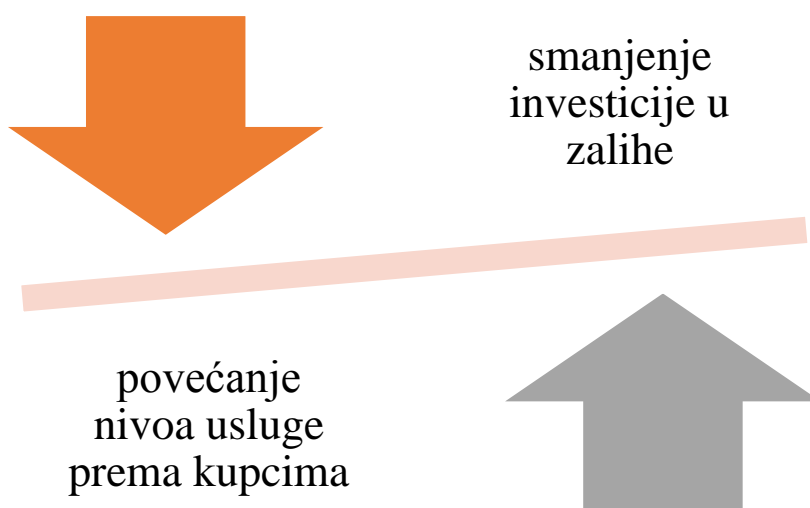 smanjenje
investicije u
zalihe
povećanje
nivoa usluge
prema kupcima